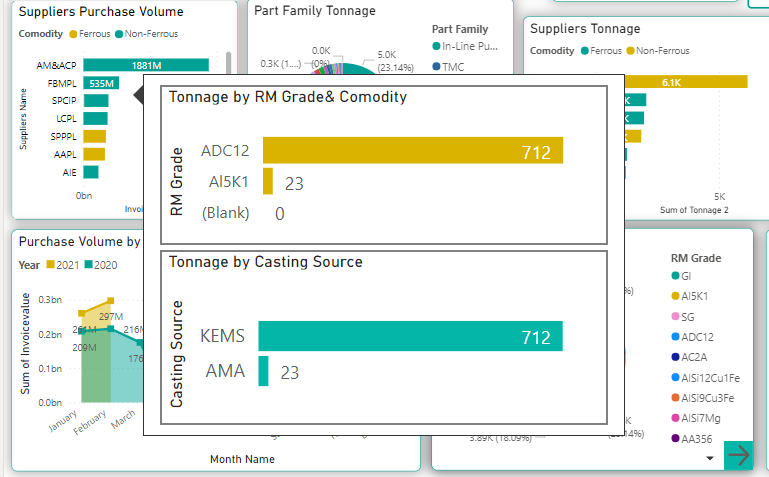 Suppliers Purchase Volume
Comodity Ferrous Non-Ferrous
Suppliers Name
AM&ACP 1881M
FBMPL 535M
SPCIP
LCPL
SPPPL
AAPL
AIE
0bn
Part Family Tonnage
0.0K
(0%)
0.3K (1....)
5.0K
(23.14%)
Part Family
In-Line Pu...
TMC
Suppliers Tonnage
Comodity Ferrous Non-Ferrous
6.1K
5K
Sum of Tonnage 2
Tonnage by RM Grade& Comodity
RM Grade
ADC12 712
Al5K1 23
(Blank) 0
Tonnage by Casting Source
Casting Source
KEMS 712
AMA 23
Purchase Volume by
Year 2021 2020
Sum of Invoicevalue
0.3bn
0.2bn
0.1bn
0.0bn
297M
261M
209M
216M
January
February
March
Month Name
RM Grade
GI
Al5K1
SG
ADC12
AC2A
AlSi12Cu1Fe
AlSi9Cu3Fe
AlSi7Mg
AA356
3.89K (18.09%)